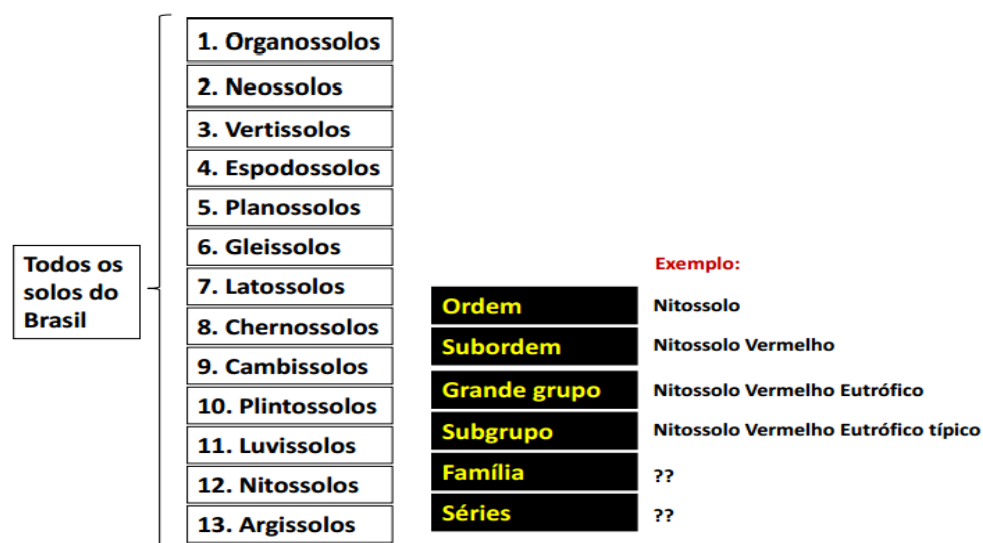 Todos os
solos do
Brasil
1. Organossolos
2. Neossolos
3. Vertissolos
4. Espodossolos
5. Planossolos
6. Gleissolos
7. Latossolos
8. Chernossolos
9. Cambissolos
10. Plintossolos
11. Luvissolos
12. Nitossolos
13. Argissolos
Exemplo:
Ordem Nitossolo
Subordem Nitossolo Vermelho
Grande grupo Nitossolo Vermelho Eutrófico
Subgrupo Nitossolo Vermelho Eutrófico típico
Família ??
Séries ??